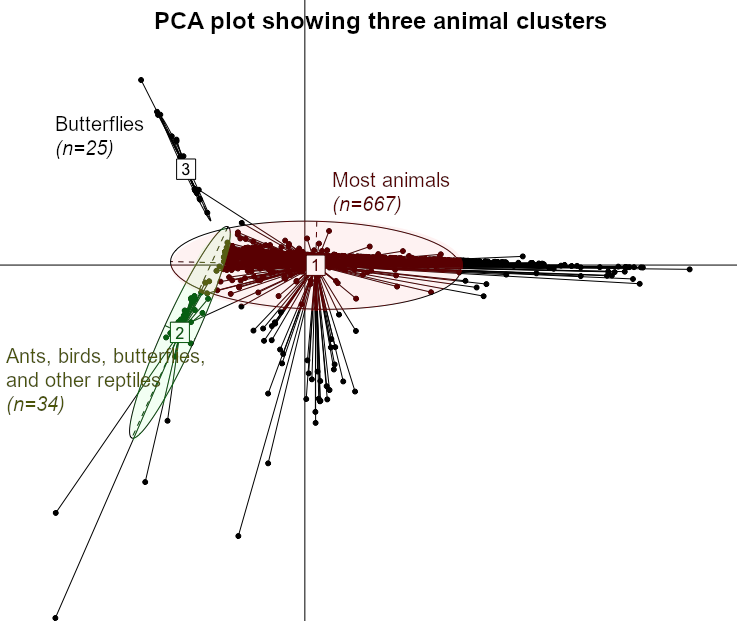 PCA plot showing three animal clusters
Butterflies
(n=25)
3
Most animals
(n=667)
1
2
Ants, birds, butterflies,
and other reptiles
(n=34)